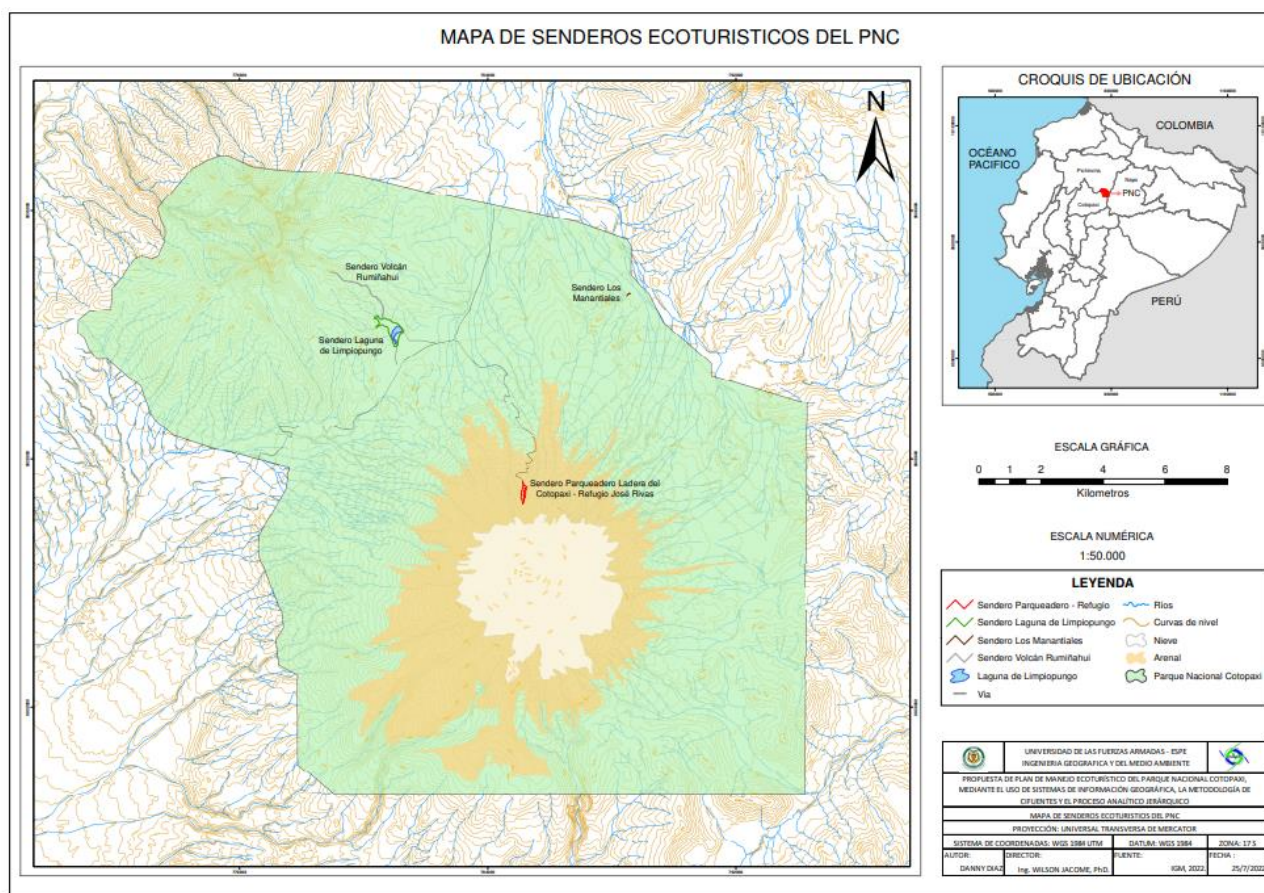 MAPA DE SENDEROS ECOTURISTICOS DEL PNC
N
Sendero Volcán
Rumiñahui
Sendero Los
Manantiales
Sendero Laguna
de Limpiopungo
Sendero Parqueadero Ladera del
Cotopaxi - Refugio José Rivas
CROQUIS DE UBICACIÓN
COLOMBIA
OCÉANO
PACIFICO
Pichincha
Napo
PNC
Cotopaxi
PERÚ
ESCALA GRÁFICA
0 1 2 4 6 8
Kilometros
ESCALA NUMÉRICA
1:50.000
LEYENDA
Sendero Parqueadero - Refugio
Sendero Laguna de Limpiopungo
Sendero Los Manantiales
Sendero Volcán Rumiñahui
Laguna de Limpiopungo
Via
Ríos
Curvas de nivel
Nieve
Arenal
Parque Nacional Cotopaxi
UNIVERSIDAD DE LAS FUERZAS ARMADAS - ESPE
INGENIERIA GEOGRAFICA Y DEL MEDIO AMBIENTE
PROPUESTA DE PLAN DE MANEJO ECOTURÍSTICO DEL PARQUE NACIONAL COTOPAXI,
MEDIANTE EL USO DE SISTEMAS DE INFORMACIÓN GEOGRÁFICA, LA METODOLOGÍA DE
CIFUENTES Y EL PROCESO ANALÍTICO JERÁRQUICO
MAPA DE SENDEROS ECOTURISTICOS DEL PNC
PROYECCIÓN: UNIVERSAL TRANSVERSA DE MERCATOR
SISTEMA DE COORDENADAS: WGS 1984 UTM DATUM: WGS 1984 ZONA: 17 S
AUTOR: DIRECTOR: FUENTE: FECHA :
DANNY DIAZ Ing. WILSON JACOME, PhD. IGM, 2022. 25/7/2022